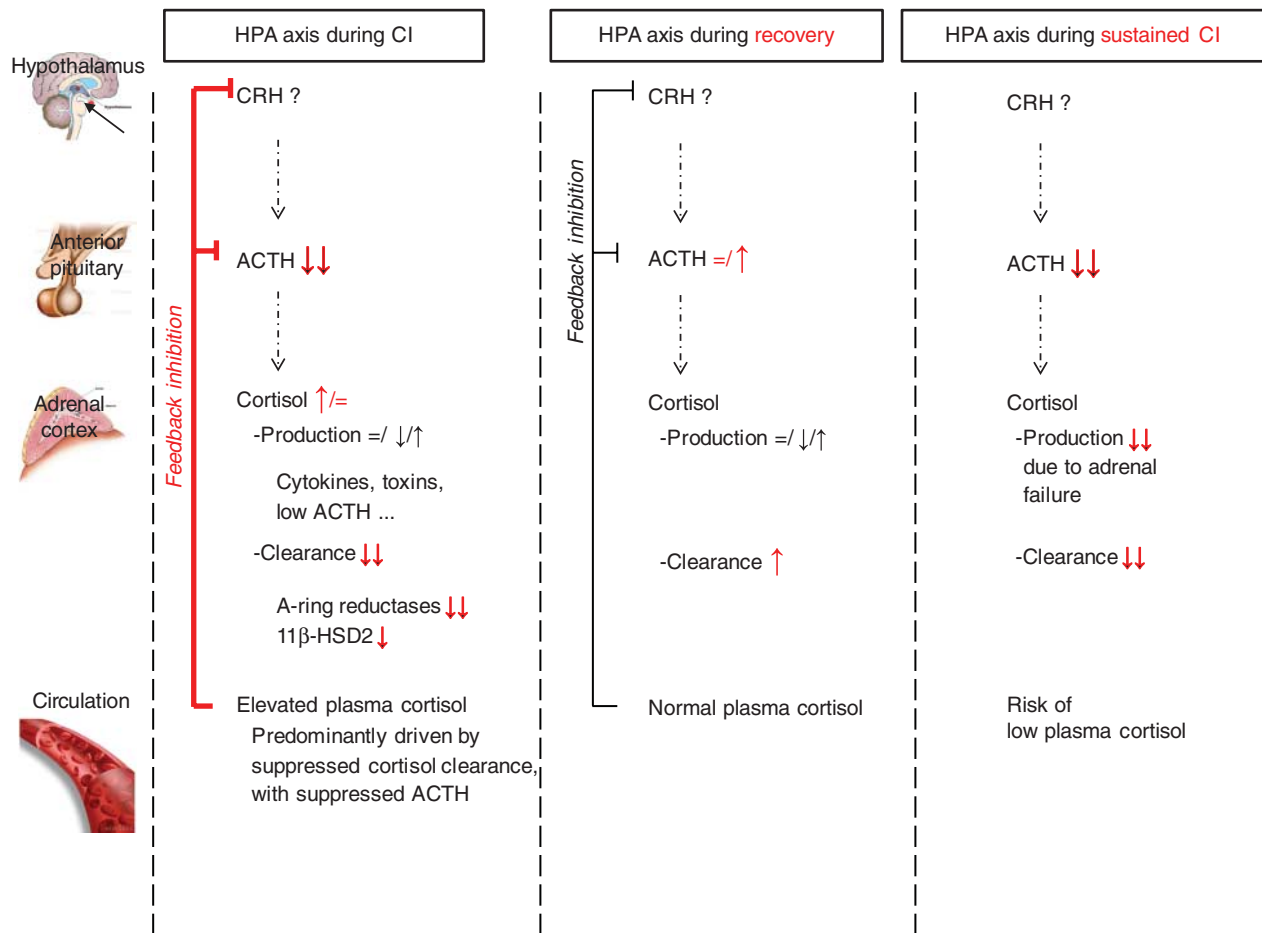 HPA axis during CI
HPA axis during recovery
HPA axis during sustained CI
Hypothalamus
Anterior
pituitary
Adrenal
cortex
Circulation
Feedback inhibition
CRH ?
ACTH ↓↓
Cortisol ↑/=
-Production =/ ↓/↑
Cytokines, toxins,
low ACTH ...
-Clearance ↓↓
A-ring reductases ↓↓
11β-HSD2 ↓
Elevated plasma cortisol
Predominantly driven by
suppressed cortisol clearance,
with suppressed ACTH
Feedback inhibition
CRH ?
ACTH =/↑
Cortisol
-Production =/ ↓/↑
-Clearance ↑
Normal plasma cortisol
CRH ?
ACTH ↓↓
Cortisol
-Production ↓↓
due to adrenal
failure
-Clearance ↓↓
Risk of
low plasma cortisol